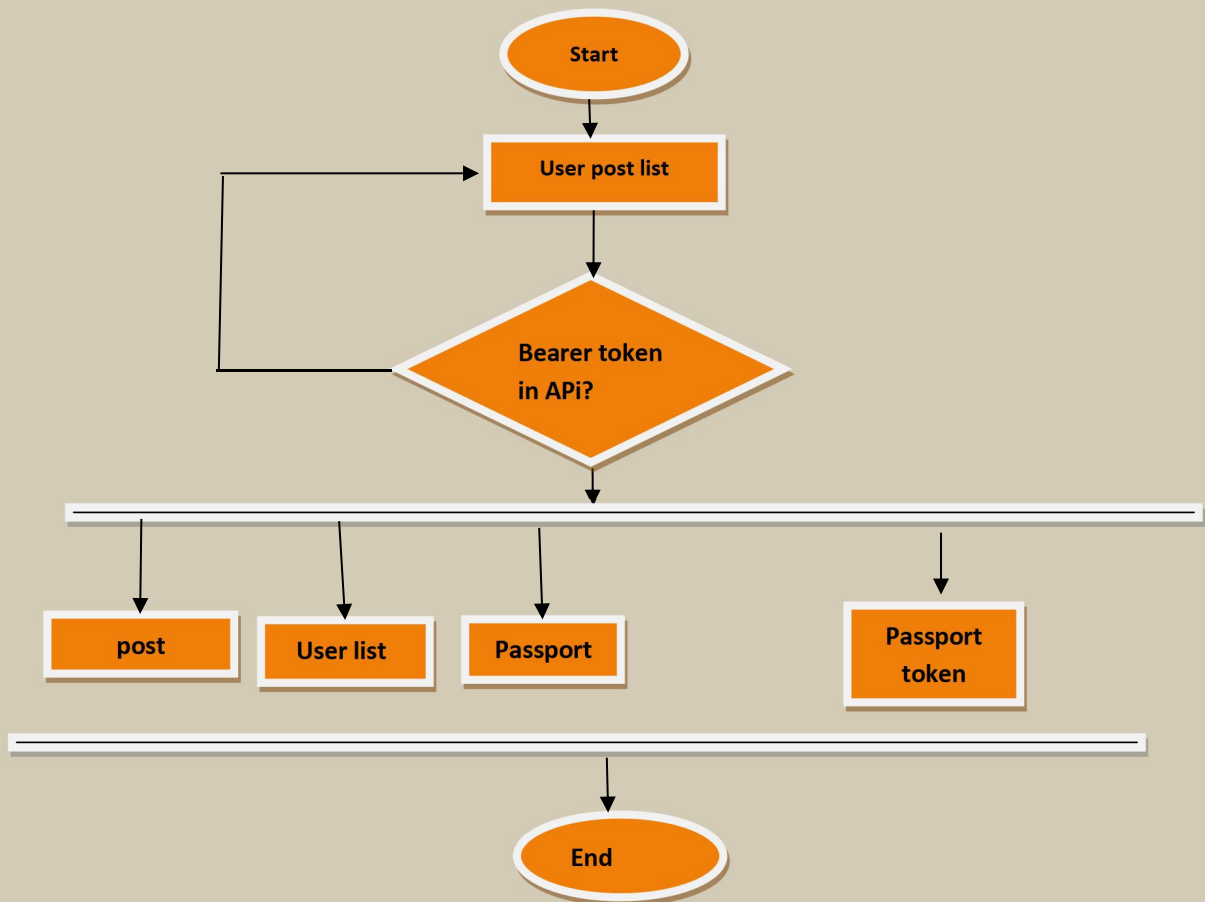 Start
User post list
Bearer token
in APi?
post
User list
Passport
Passport
token
End